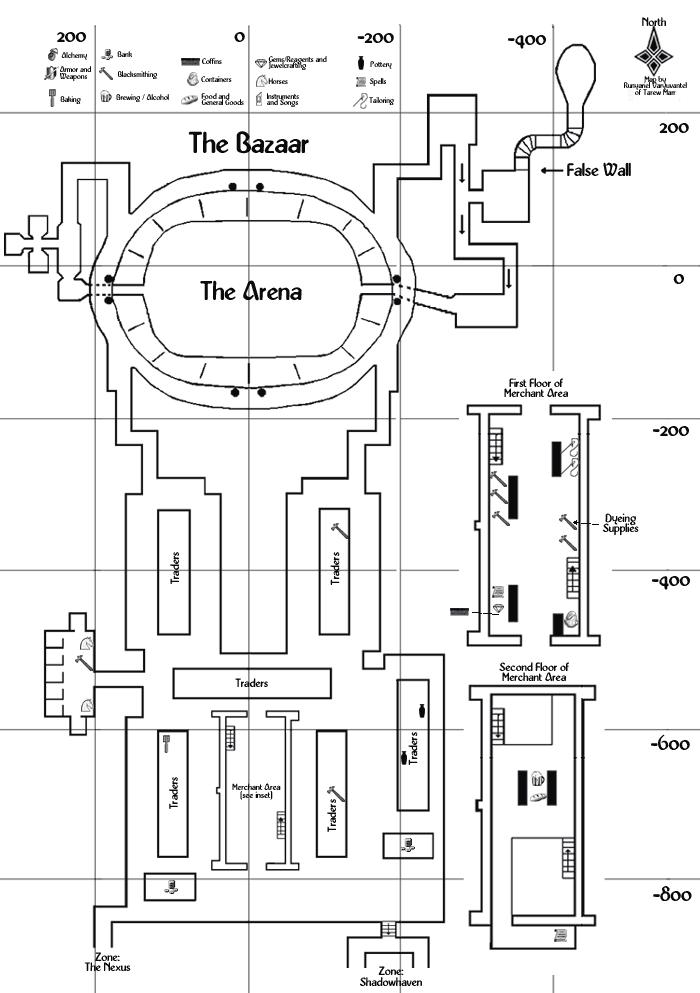 200
0
-200
-400
North
Alchemy
Armor and
Weapons
Baking
Bank
Blacksmithing
Brewing / Alcohol
Coffins
Containers
Food and
General Goods
Gems/Reagents and
Jewelcrafting
Horses
Instruments
and Songs
Pottery
Spells
Tailoring
Map by
of Tarew Marr
200
The Bazaar
False Wall
0
The Arena
First Floor of
Merchant Area
-200
Dyeing
Supplies
Traders
Traders
-400
Second Floor of
Merchant Area
Traders
-600
Traders
Merchant Area
(see inset)
Traders
Traders
-800
Zone:
The Nexus
Zone:
Shadowhaven